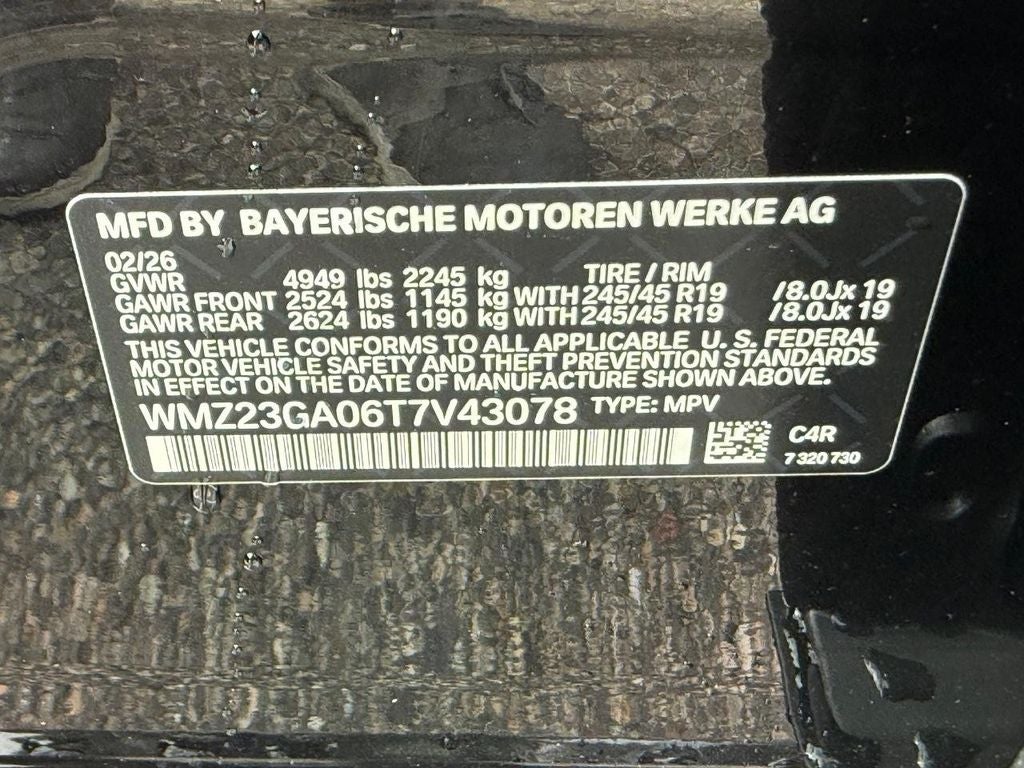 MFD BY BAYERISCHE MOTOREN WERKE AG
02/26
GVWR 4949 lbs 2245 kg TIRE / RIM
GAWR FRONT 2524 lbs 1145 kg WITH 245/45 R19 /8.0Jx 19
GAWR REAR 2624 lbs 1190 kg WITH 245/45 R19 /8.0Jx 19
THIS VEHICLE CONFORMS TO ALL APPLICABLE U. S. FEDERAL
MOTOR VEHICLE SAFETY AND THEFT PREVENTION STANDARDS
IN EFFECT ON THE DATE OF MANUFACTURE SHOWN ABOVE.
WMZ23GA06T7V43078 TYPE: MPV
C4R
7 320 730